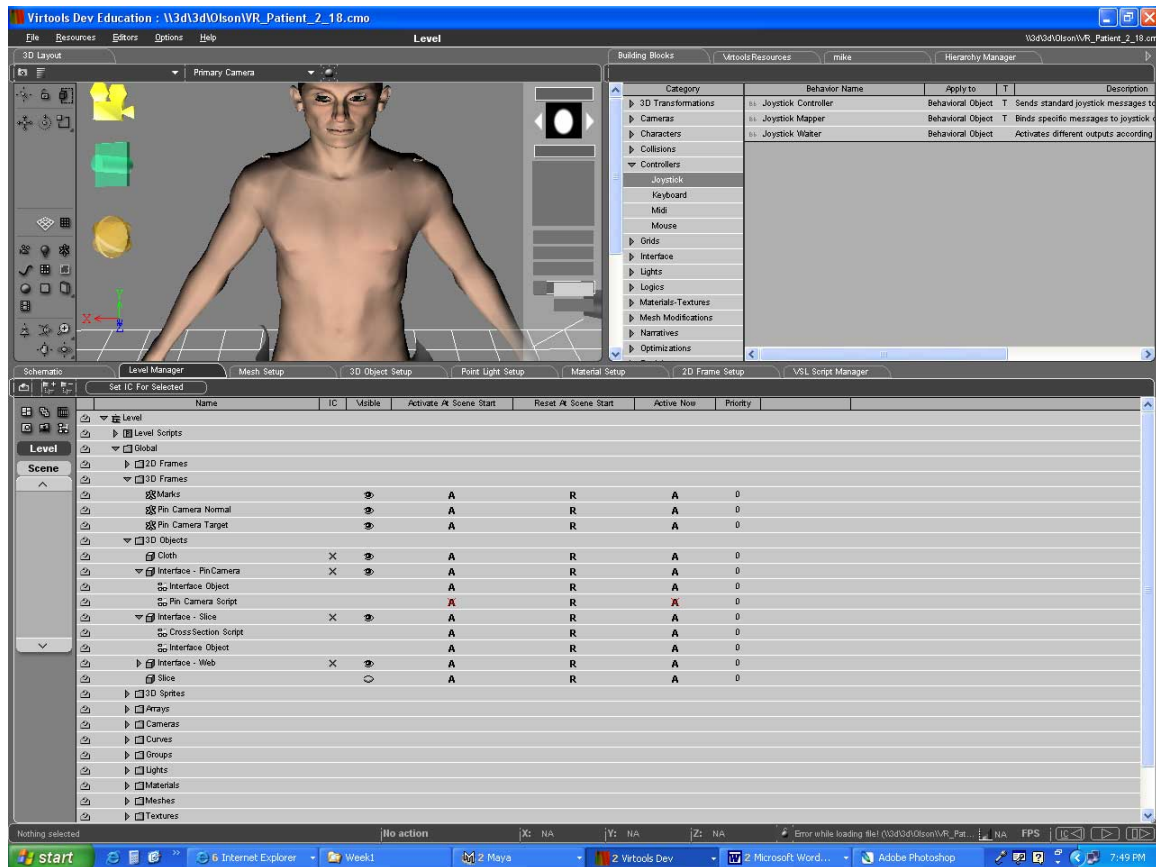 Virtools Dev Education : \\3d\3d\Olson\VR_Patient_2_18.cmo
File Resources Editors Options Help Level \\3d\3d\Olson\VR_Patient_2_18.cm
3D Layout Building Blocks VirtoolsResources mike Hierarchy Manager
Primary Camera
Category Behavior Name Apply to T Description
3D Transformations Joystick Controller Behavioral Object T Sends standard joystick messages to
Cameras Joystick Mapper Behavioral Object T Binds specific messages to joystick
Characters Joystick Waiter Behavioral Object Activates different outputs according
Collisions
Controllers
Joystick
Keyboard
Midi
Mouse
Grids
Interface
Lights
Logics
Materials-Textures
Mesh Modifications
Narratives
Optimizations
X Y Z
Schematic Level Manager Mesh Setup 3D Object Setup Point Light Setup Material Setup 2D Frame Setup VSL Script Manager
Set IC For Selected
Name IC Visible Activate At Scene Start Reset At Scene Start Active Now Priority
Level
Level Scripts
Level Global
Scene 2D Frames
3D Frames
Marks A R A 0
Pin Camera Normal A R A 0
Pin Camera Target A R A 0
3D Objects
Cloth X A R A 0
Interface - PinCamera X A R A 0
Interface Object A R A 0
Pin Camera Script A R A 0
Interface - Slice X A R A 0
CrossSection Script A R A 0
Interface Object A R A 0
Interface - Web X A R A 0
Slice A R A 0
3D Sprites
Arrays
Cameras
Curves
Groups
Lights
Materials
Meshes
Textures
Nothing selected No action X: NA Y: NA Z: NA Error while loading file! (\\3d\3d\Olson\VR_Pat... NA FPS IC
start 6 Internet Explorer Week1 2 Maya 2 Virtools Dev 2 Microsoft Word... Adobe Photoshop 7:49 PM